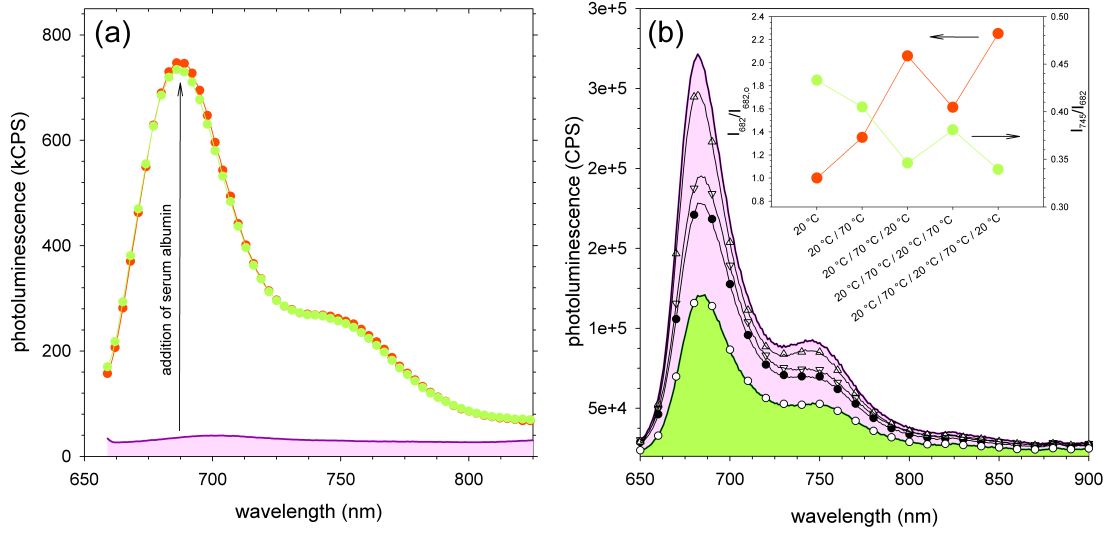 (a)
800
600
400
200
0
photoluminescence (kCPS)
addition of serum albumin
650
700
750
800
wavelength (nm)
(b)
3e+5
3e+5
2e+5
2e+5
1e+5
5e+4
photoluminescence (CPS)
650
700
750
800
850
900
wavelength (nm)
2.4
2.2
2.0
1.8
1.6
1.4
1.2
1.0
0.8
I682/I682,o
0.50
0.45
0.40
0.35
0.30
I745/I682
20 °C
20 °C / 70 °C
20 °C / 70 °C / 20 °C
20 °C / 70 °C / 20 °C / 70 °C
20 °C / 70 °C / 20 °C / 70 °C / 20 °C